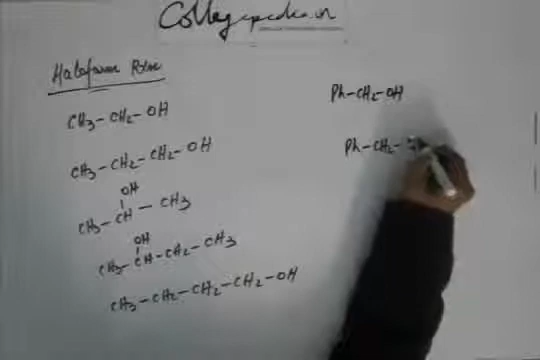 Collegepedia
Haloform Rxn
CH3-CH2-OH
CH3-CH2-CH2-OH
OH
CH3-CH-CH3
OH
CH3-CH-CH2-CH3
CH3-CH2-CH2-CH2-OH
Ph-CH2-OH
Ph-CH2-